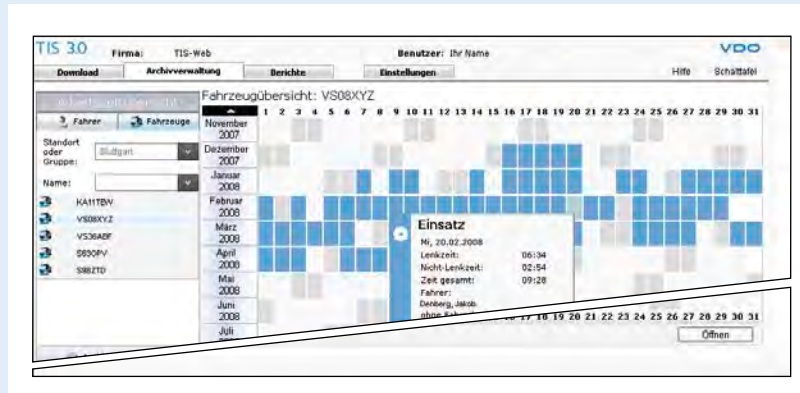 TIS 3.0 Firma: TIS-Web Benutzer: Ihr Name VDO
Download Archivverwaltung Berichte Einstellungen Hilfe Schalttafel
Fahrzeugübersicht: VS08XYZ
Fahrer Fahrzeuge
1 2 3 4 5 6 7 8 9 10 11 12 13 14 15 16 17 18 19 20 21 22 23 24 25 26 27 28 29 30 31
Standort
oder
Gruppe:
Stuttgart
Name:
KA11TBW
VS08XYZ
VS36ABF
S98ZTD
November
2007
Dezember
2007
Januar
2008
Februar
2008
März
2008
April
2008
Mai
2008
Juni
2008
Juli
Einsatz
Mi, 20.02.2008
Lenkzeit: 06:34
Nicht-Lenkzeit: 02:54
Zeit gesamt: 09:28
Fahrer:
Denberg, Jakob
ohne
16 17 18 19 20 21 22 23 24 25 26 27 28 29 30 31
Öffnen